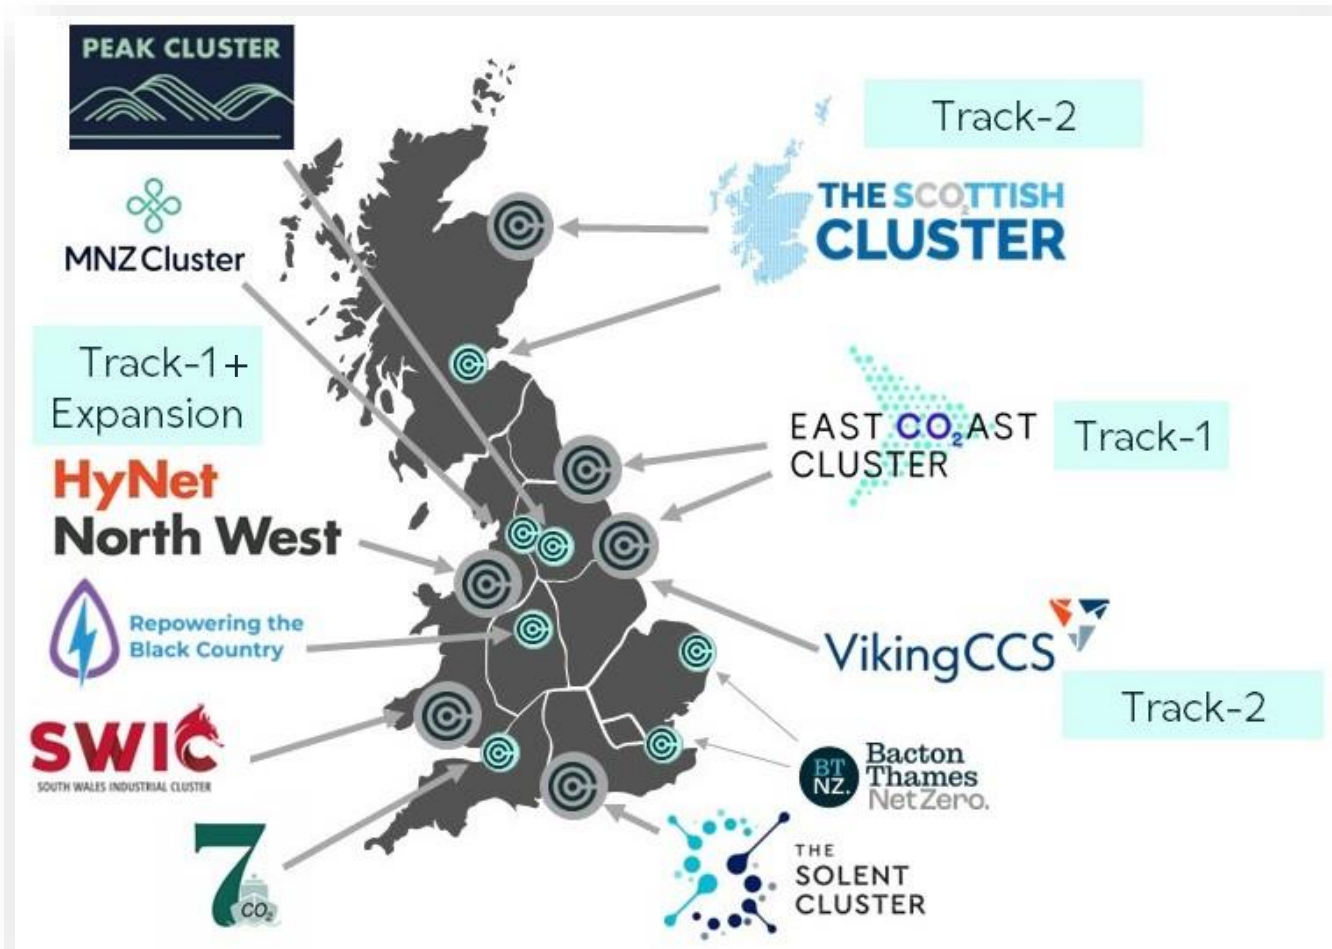 PEAK CLUSTER
Track-2
THE SCO₂TTISH
CLUSTER
MNZ Cluster
Track-1+
Expansion
EAST CO₂AST
CLUSTER
Track-1
HyNet
North West
Repowering the
Black Country
VikingCCS
Track-2
SWIC
SOUTH WALES INDUSTRIAL CLUSTER
BT
NZ.
Bacton
Thames
Net Zero.
7
CO₂
THE
SOLENT
CLUSTER